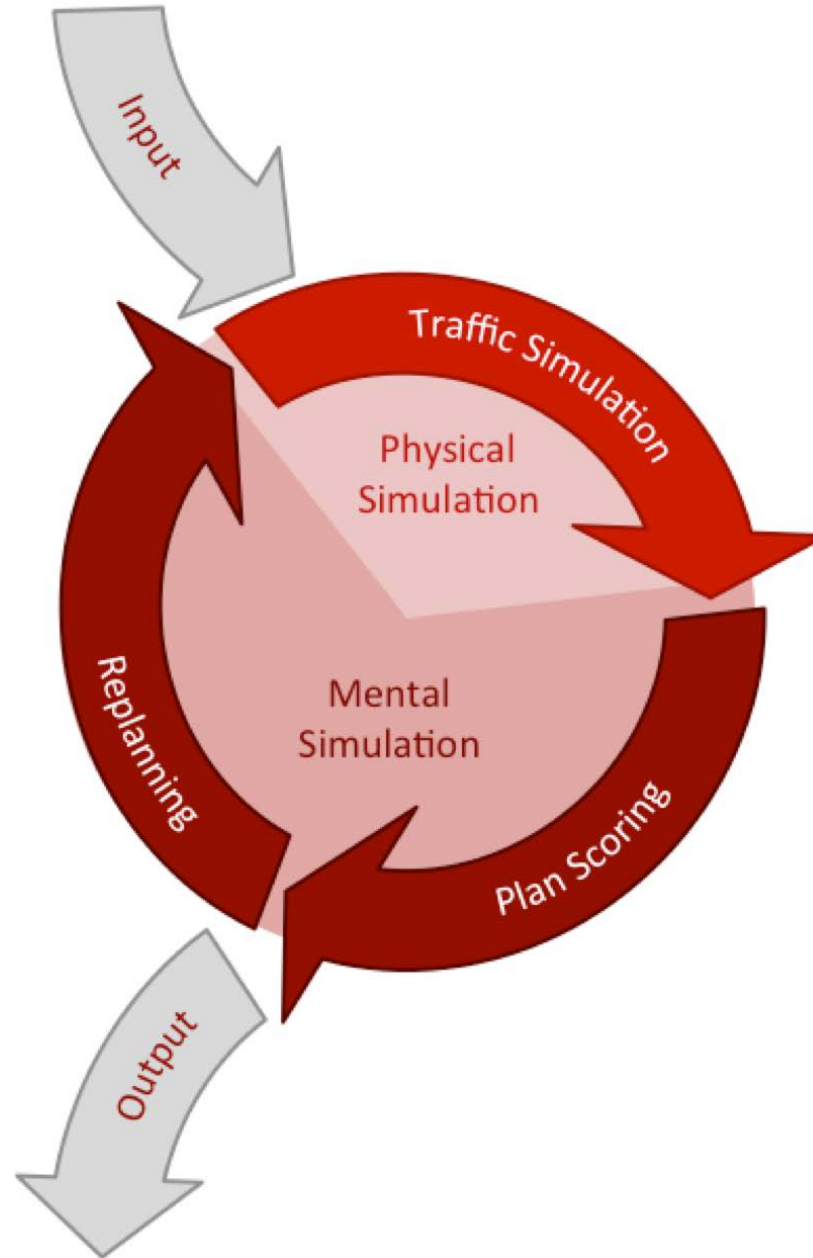 Input
Traffic Simulation
Physical
Simulation
Mental
Simulation
Replanning
Plan Scoring
Output